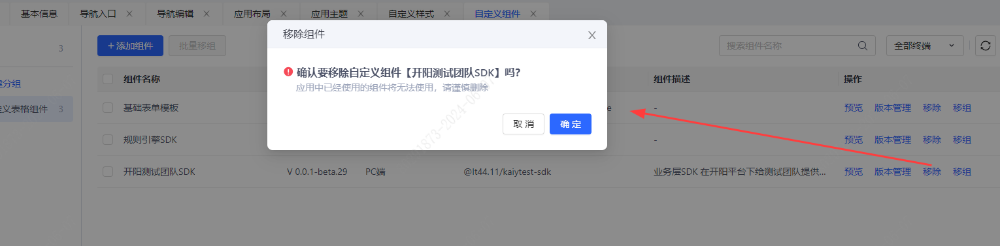 基本信息 导航入口 导航编辑 应用布局 应用主题 自定义样式 自定义组件
移除组件
3
+添加组件 批量移组
搜索组件名称 全部终端
确认要移除自定义组件【开阳测试团队SDK】吗？
应用中已经使用的组件将无法使用，请谨慎删除
组件名称 组件描述 操作
建分组
基础表单模板 e - 预览 版本管理 移除 移组
定义表格组件 3
取消 确定
规则引擎SDK - 预览 版本管理 移除 移组
开阳测试团队SDK V 0.0.1-beta.29 PC端 @lt44.11/kaiytest-sdk 业务层SDK 在开阳平台下给测试团队提供... 预览 版本管理 移除 移组